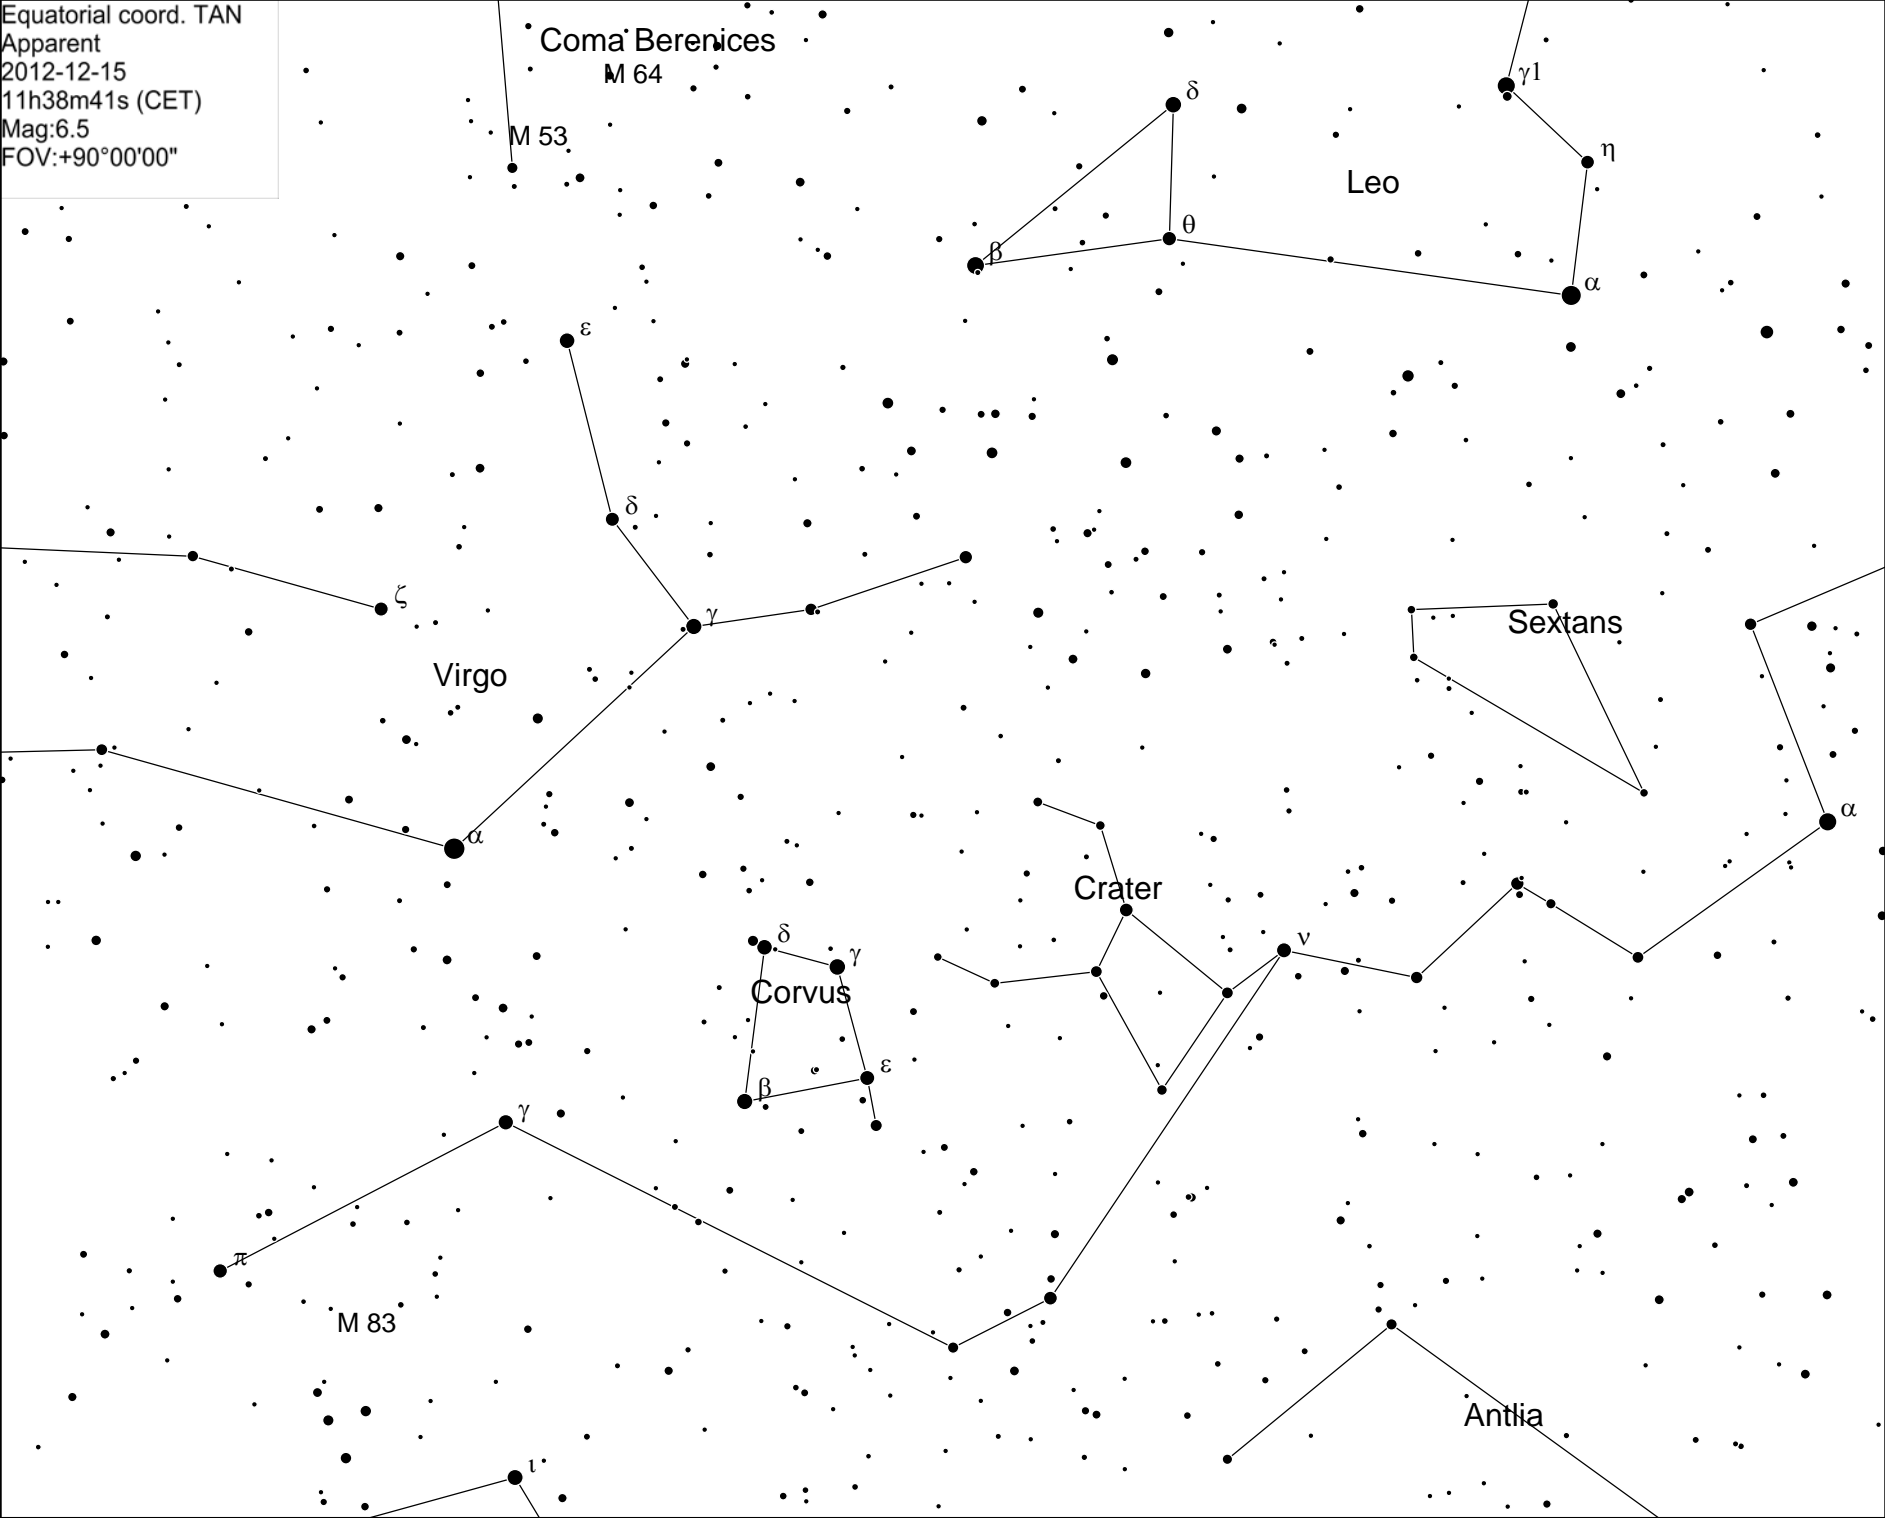 Equatorial coord. TAN
Apparent
2012-12-15
11h38m41s (CET)
Mag:6.5
FOV:+90°00'00"
Coma Berenices
M 64
M 53
δ
γ1
η
Leo
θ
β
α
ε
δ
ζ
γ
Virgo
Sextans
α
α
Crater
δ
γ
ν
Corvus
ε
β
γ
π
M 83
Antlia
ι